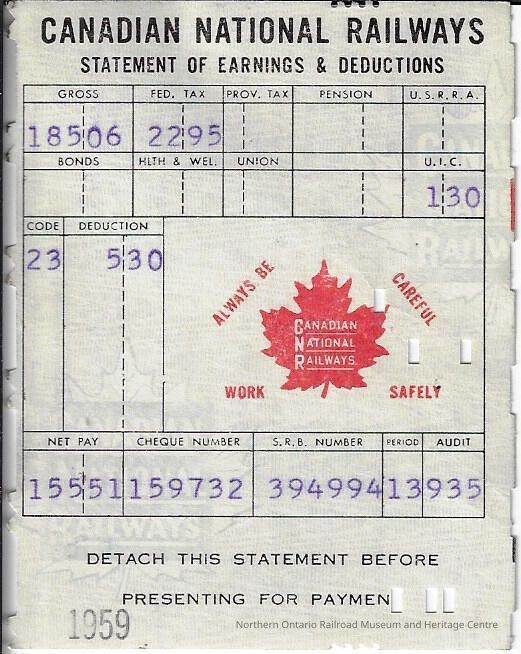 CANADIAN NATIONAL RAILWAYS
STATEMENT OF EARNINGS & DEDUCTIONS
GROSS FED. TAX PROV. TAX PENSION U.S.R.R.A.
18506 2295
BONDS HLTH & WEL. UNION U.I.C.
130
CODE DEDUCTION
23 530
ALWAYS BE CAREFUL
CANADIAN
NATIONAL
RAILWAYS
WORK SAFELY
NET PAY CHEQUE NUMBER S.R.B. NUMBER PERIOD AUDIT
15551 159732 394994 13 935
DETACH THIS STATEMENT BEFORE
PRESENTING FOR PAYMEN
1959
Northern Ontario Railroad Museum and Heritage Centre